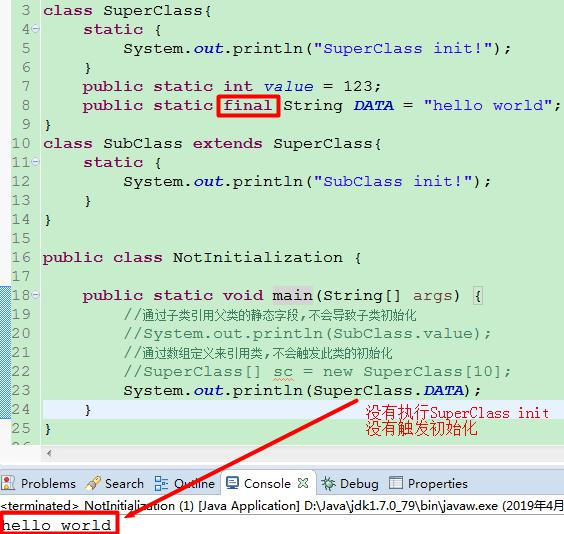 3 class SuperClass{
4 static {
5 System.out.println("SuperClass init!");
6 }
7 public static int value = 123;
8 public static final String DATA = "hello world";
9 }
10 class SubClass extends SuperClass{
11 static {
12 System.out.println("SubClass init!");
13 }
14 }
15
16 public class NotInitialization {
17
18 public static void main(String[] args) {
19 //通过子类引用父类的静态字段,不会导致子类初始化
20 //System.out.println(SubClass.value);
21 //通过数组定义来引用类,不会触发此类的初始化
22 //SuperClass[] sc = new SuperClass[10];
23 System.out.println(SuperClass.DATA);
24 }
没有执行SuperClass init
没有触发初始化
25 }
26
Problems Search Outline Console Debug Properties
<terminated> NotInitialization (1) [Java Application] D:\Java\jdk1.7.0_79\bin\javaw.exe (2019年4月
hello world